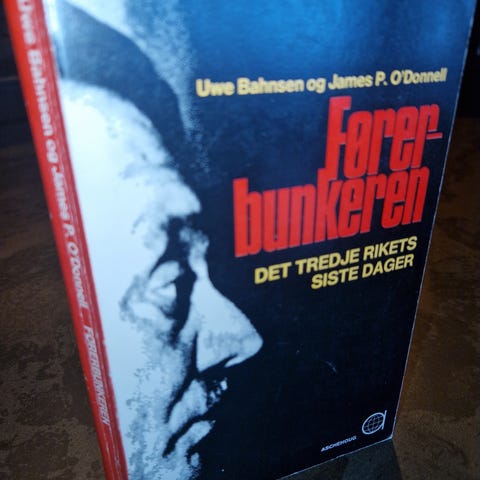 Uwe Bahnsen og James P. O'Donnell
Fører-
bunkeren
DET TREDJE RIKETS
SISTE DAGER
ASCHEHOUG
Uwe Bahnsen og James P. O'Donnell FØRERBUNKEREN